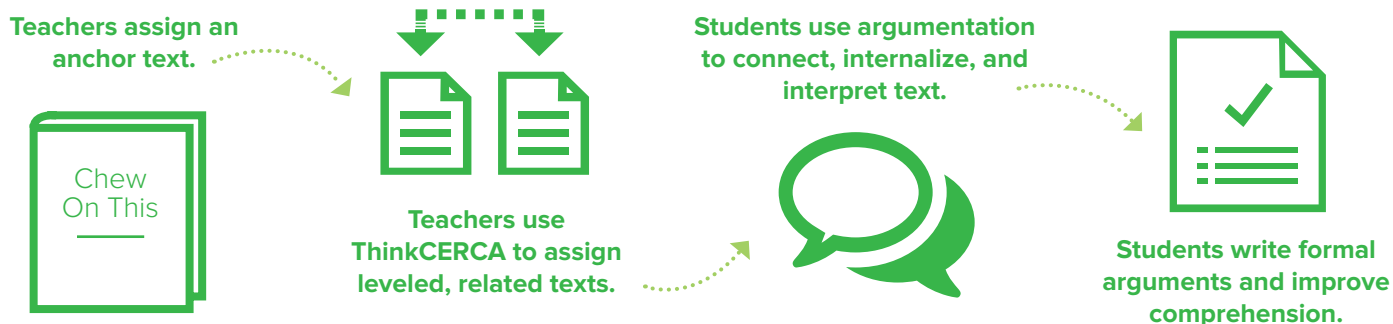 Teachers assign an
anchor text.
Chew
On This
Teachers use
ThinkCERCA to assign
leveled, related texts.
Students use argumentation
to connect, internalize, and
interpret text.
Students write formal
arguments and improve
comprehension.